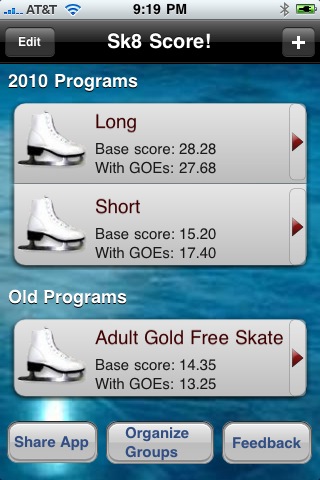 AT&T 9:19 PM
Edit Sk8 Score! +
2010 Programs
Long
Base score: 28.28
With GOEs: 27.68
Short
Base score: 15.20
With GOEs: 17.40
Old Programs
Adult Gold Free Skate
Base score: 14.35
With GOEs: 13.25
Share App
Organize
Groups
Feedback